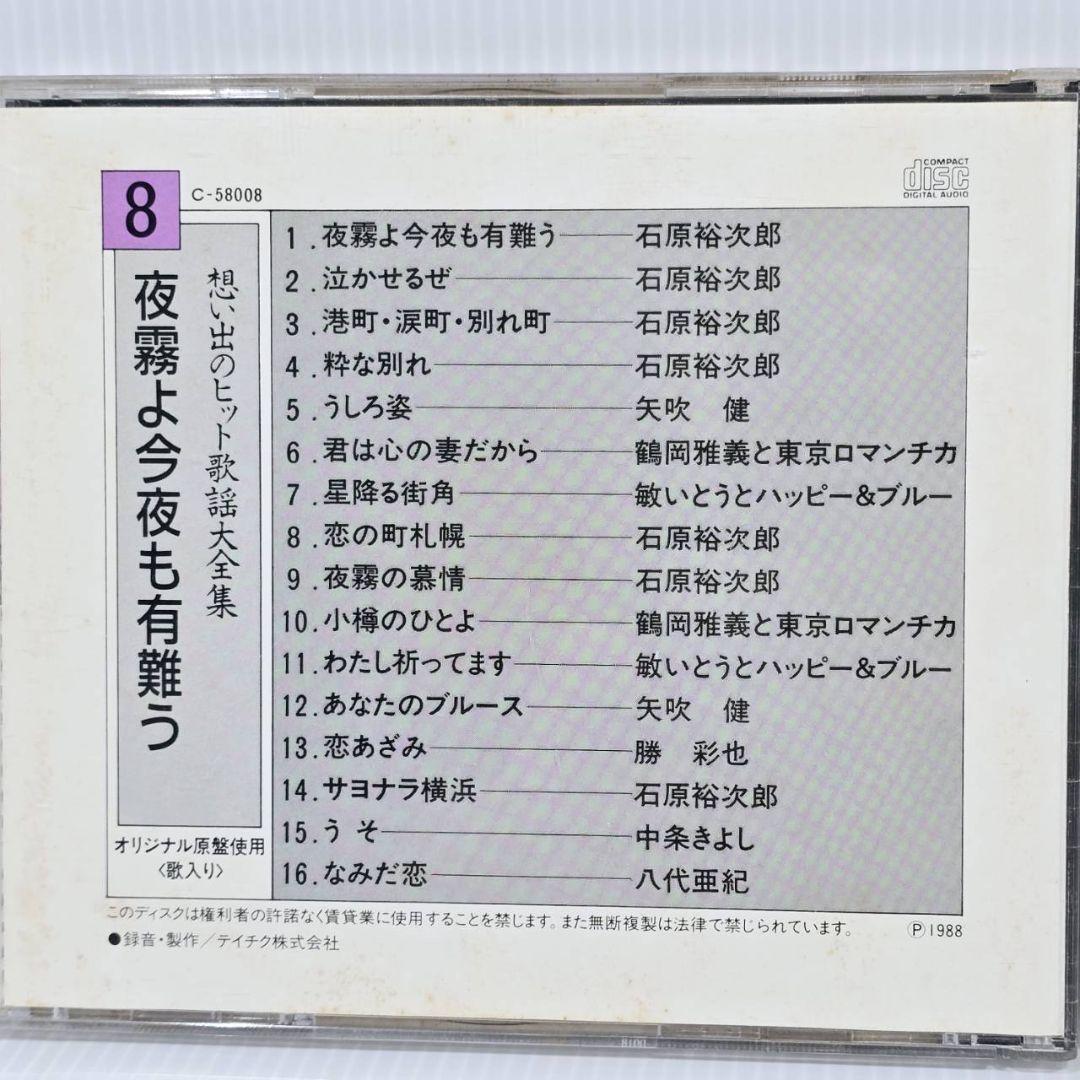 COMPACT
disc
DIGITAL AUDIO
8
C-58008
想い出のヒット歌謡大全集
夜霧よ今夜も有難う
オリジナル原盤使用
〈歌入り〉
1.夜霧よ今夜も有難う——石原裕次郎
2.泣かせるぜ——石原裕次郎
3.港町・涙町・別れ町——石原裕次郎
4.粋な別れ——石原裕次郎
5.うしろ姿——矢吹 健
6.君は心の妻だから——鶴岡雅義と東京ロマンチカ
7.星降る街角——敏いとうとハッピー&ブルー
8.恋の町札幌——石原裕次郎
9.夜霧の慕情——石原裕次郎
10.小樽のひとよ——鶴岡雅義と東京ロマンチカ
11.わたし祈ってます——敏いとうとハッピー&ブルー
12.あなたのブルース——矢吹 健
13.恋あざみ——勝 彩也
14.サヨナラ横浜——石原裕次郎
15.うそ——中条きよし
16.なみだ恋——八代亜紀
このディスクは権利者の許諾なく賃貸業に使用することを禁じます。また無断複製は法律で禁じられています。
Ⓟ1988
●録音・製作/テイチク株式会社